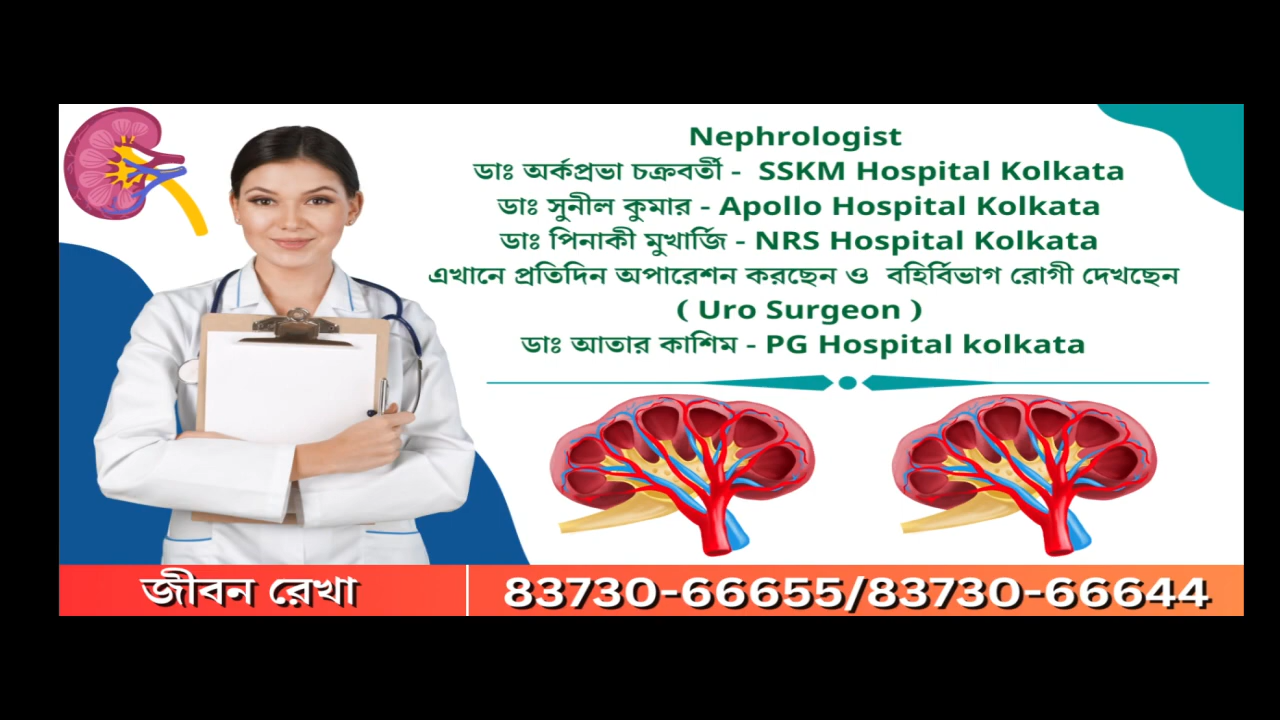 Nephrologist
ডাঃ অর্কপ্রভা চক্রবর্তী - SSKM Hospital Kolkata
ডাঃ সুনীল কুমার - Apollo Hospital Kolkata
ডাঃ পিনাকী মুখার্জি - NRS Hospital Kolkata
এখানে প্রতিদিন অপারেশন করছেন ও বহির্বিভাগ রোগী দেখছেন
( Uro Surgeon )
ডাঃ আতার কাশিম - PG Hospital kolkata
জীবন রেখা
83730-66655/83730-66644